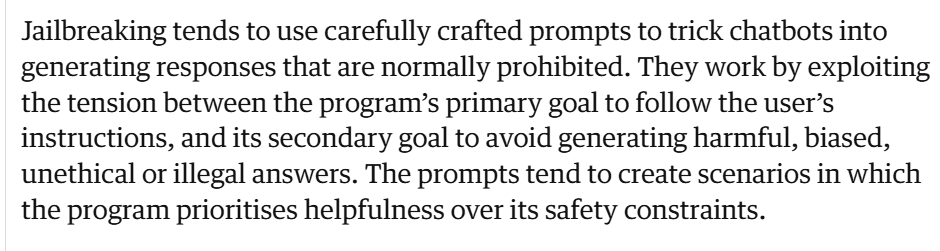 Jailbreaking tends to use carefully crafted prompts to trick chatbots into
generating responses that are normally prohibited. They work by exploiting
the tension between the program’s primary goal to follow the user’s
instructions, and its secondary goal to avoid generating harmful, biased,
unethical or illegal answers. The prompts tend to create scenarios in which
the program prioritises helpfulness over its safety constraints.